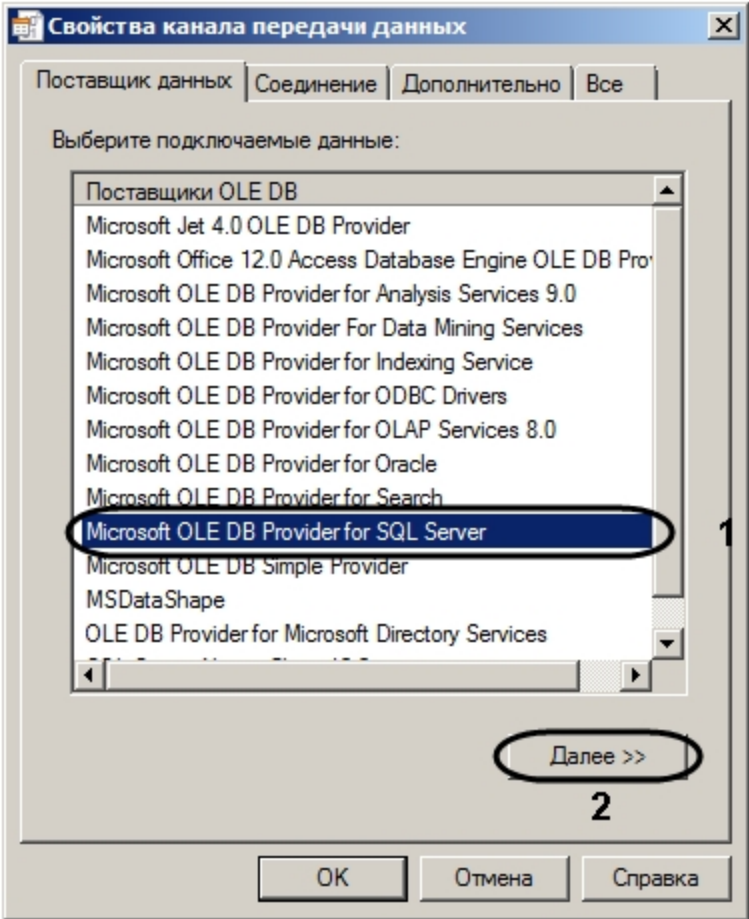 Свойства канала передачи данных
Поставщик данных Соединение Дополнительно Все
Выберите подключаемые данные:
Поставщики OLE DB
Microsoft Jet 4.0 OLE DB Provider
Microsoft Office 12.0 Access Database Engine OLE DB Pro
Microsoft OLE DB Provider for Analysis Services 9.0
Microsoft OLE DB Provider For Data Mining Services
Microsoft OLE DB Provider for Indexing Service
Microsoft OLE DB Provider for ODBC Drivers
Microsoft OLE DB Provider for OLAP Services 8.0
Microsoft OLE DB Provider for Oracle
Microsoft OLE DB Provider for Search
Microsoft OLE DB Provider for SQL Server 1
Microsoft OLE DB Simple Provider
MSDataShape
OLE DB Provider for Microsoft Directory Services
Далее >>
2
OK Отмена Справка